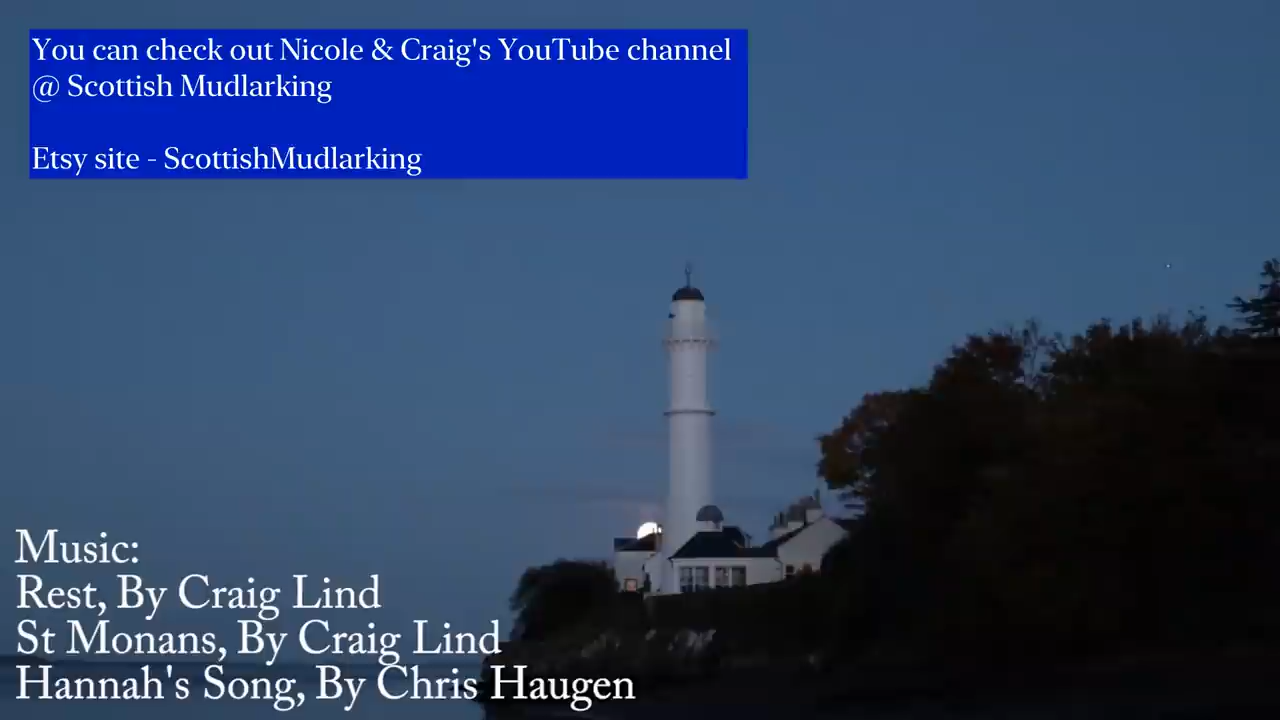 You can check out Nicole & Craig's YouTube channel
@ Scottish Mudlarking
Etsy site - ScottishMudlarking
Music:
Rest, By Craig Lind
St Monans, By Craig Lind
Hannah's Song, By Chris Haugen